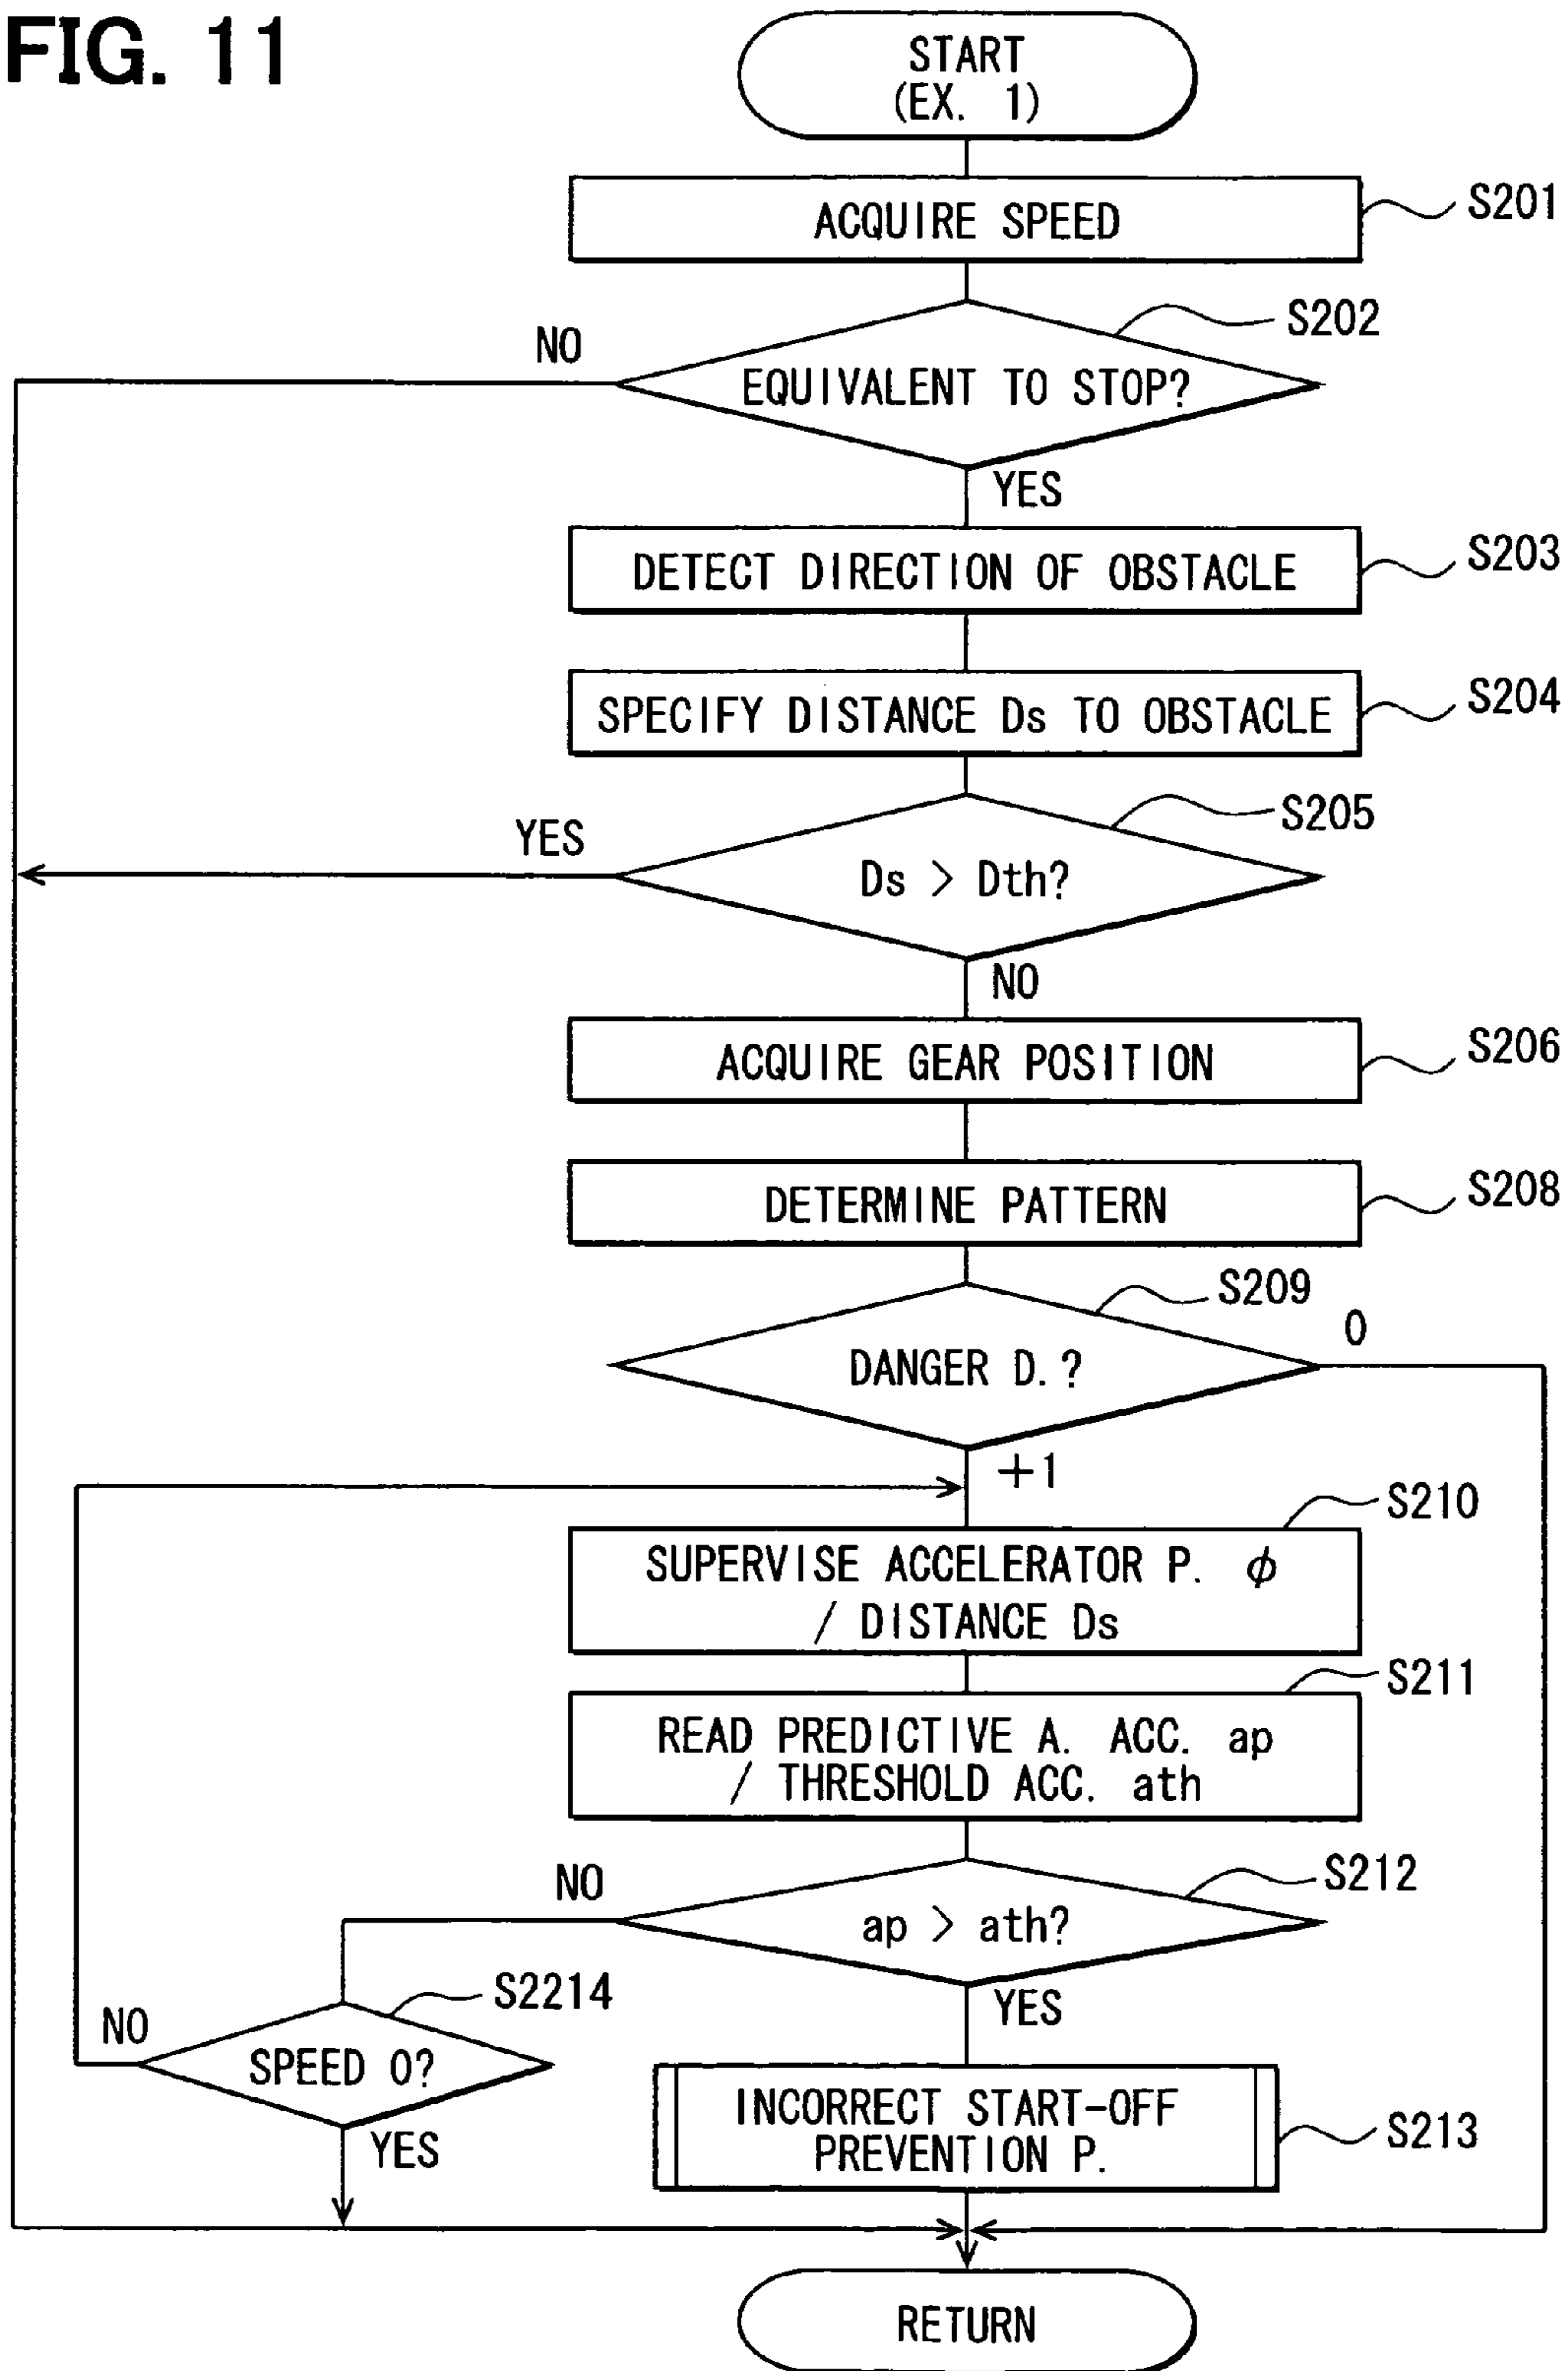 FIG. 11
START
(EX. 1)
ACQUIRE SPEED
S201
S202
NO
EQUIVALENT TO STOP?
YES
DETECT DIRECTION OF OBSTACLE
S203
SPECIFY DISTANCE Ds TO OBSTACLE
S204
S205
YES
Ds > Dth?
NO
ACQUIRE GEAR POSITION
S206
DETERMINE PATTERN
S208
S209
0
DANGER D.?
+1
S210
SUPERVISE ACCELERATOR P. φ
/ DISTANCE Ds
S211
READ PREDICTIVE A. ACC. ap
/ THRESHOLD ACC. ath
NO
S212
ap > ath?
S2214
YES
NO
SPEED 0?
INCORRECT START-OFF
PREVENTION P.
S213
YES
RETURN